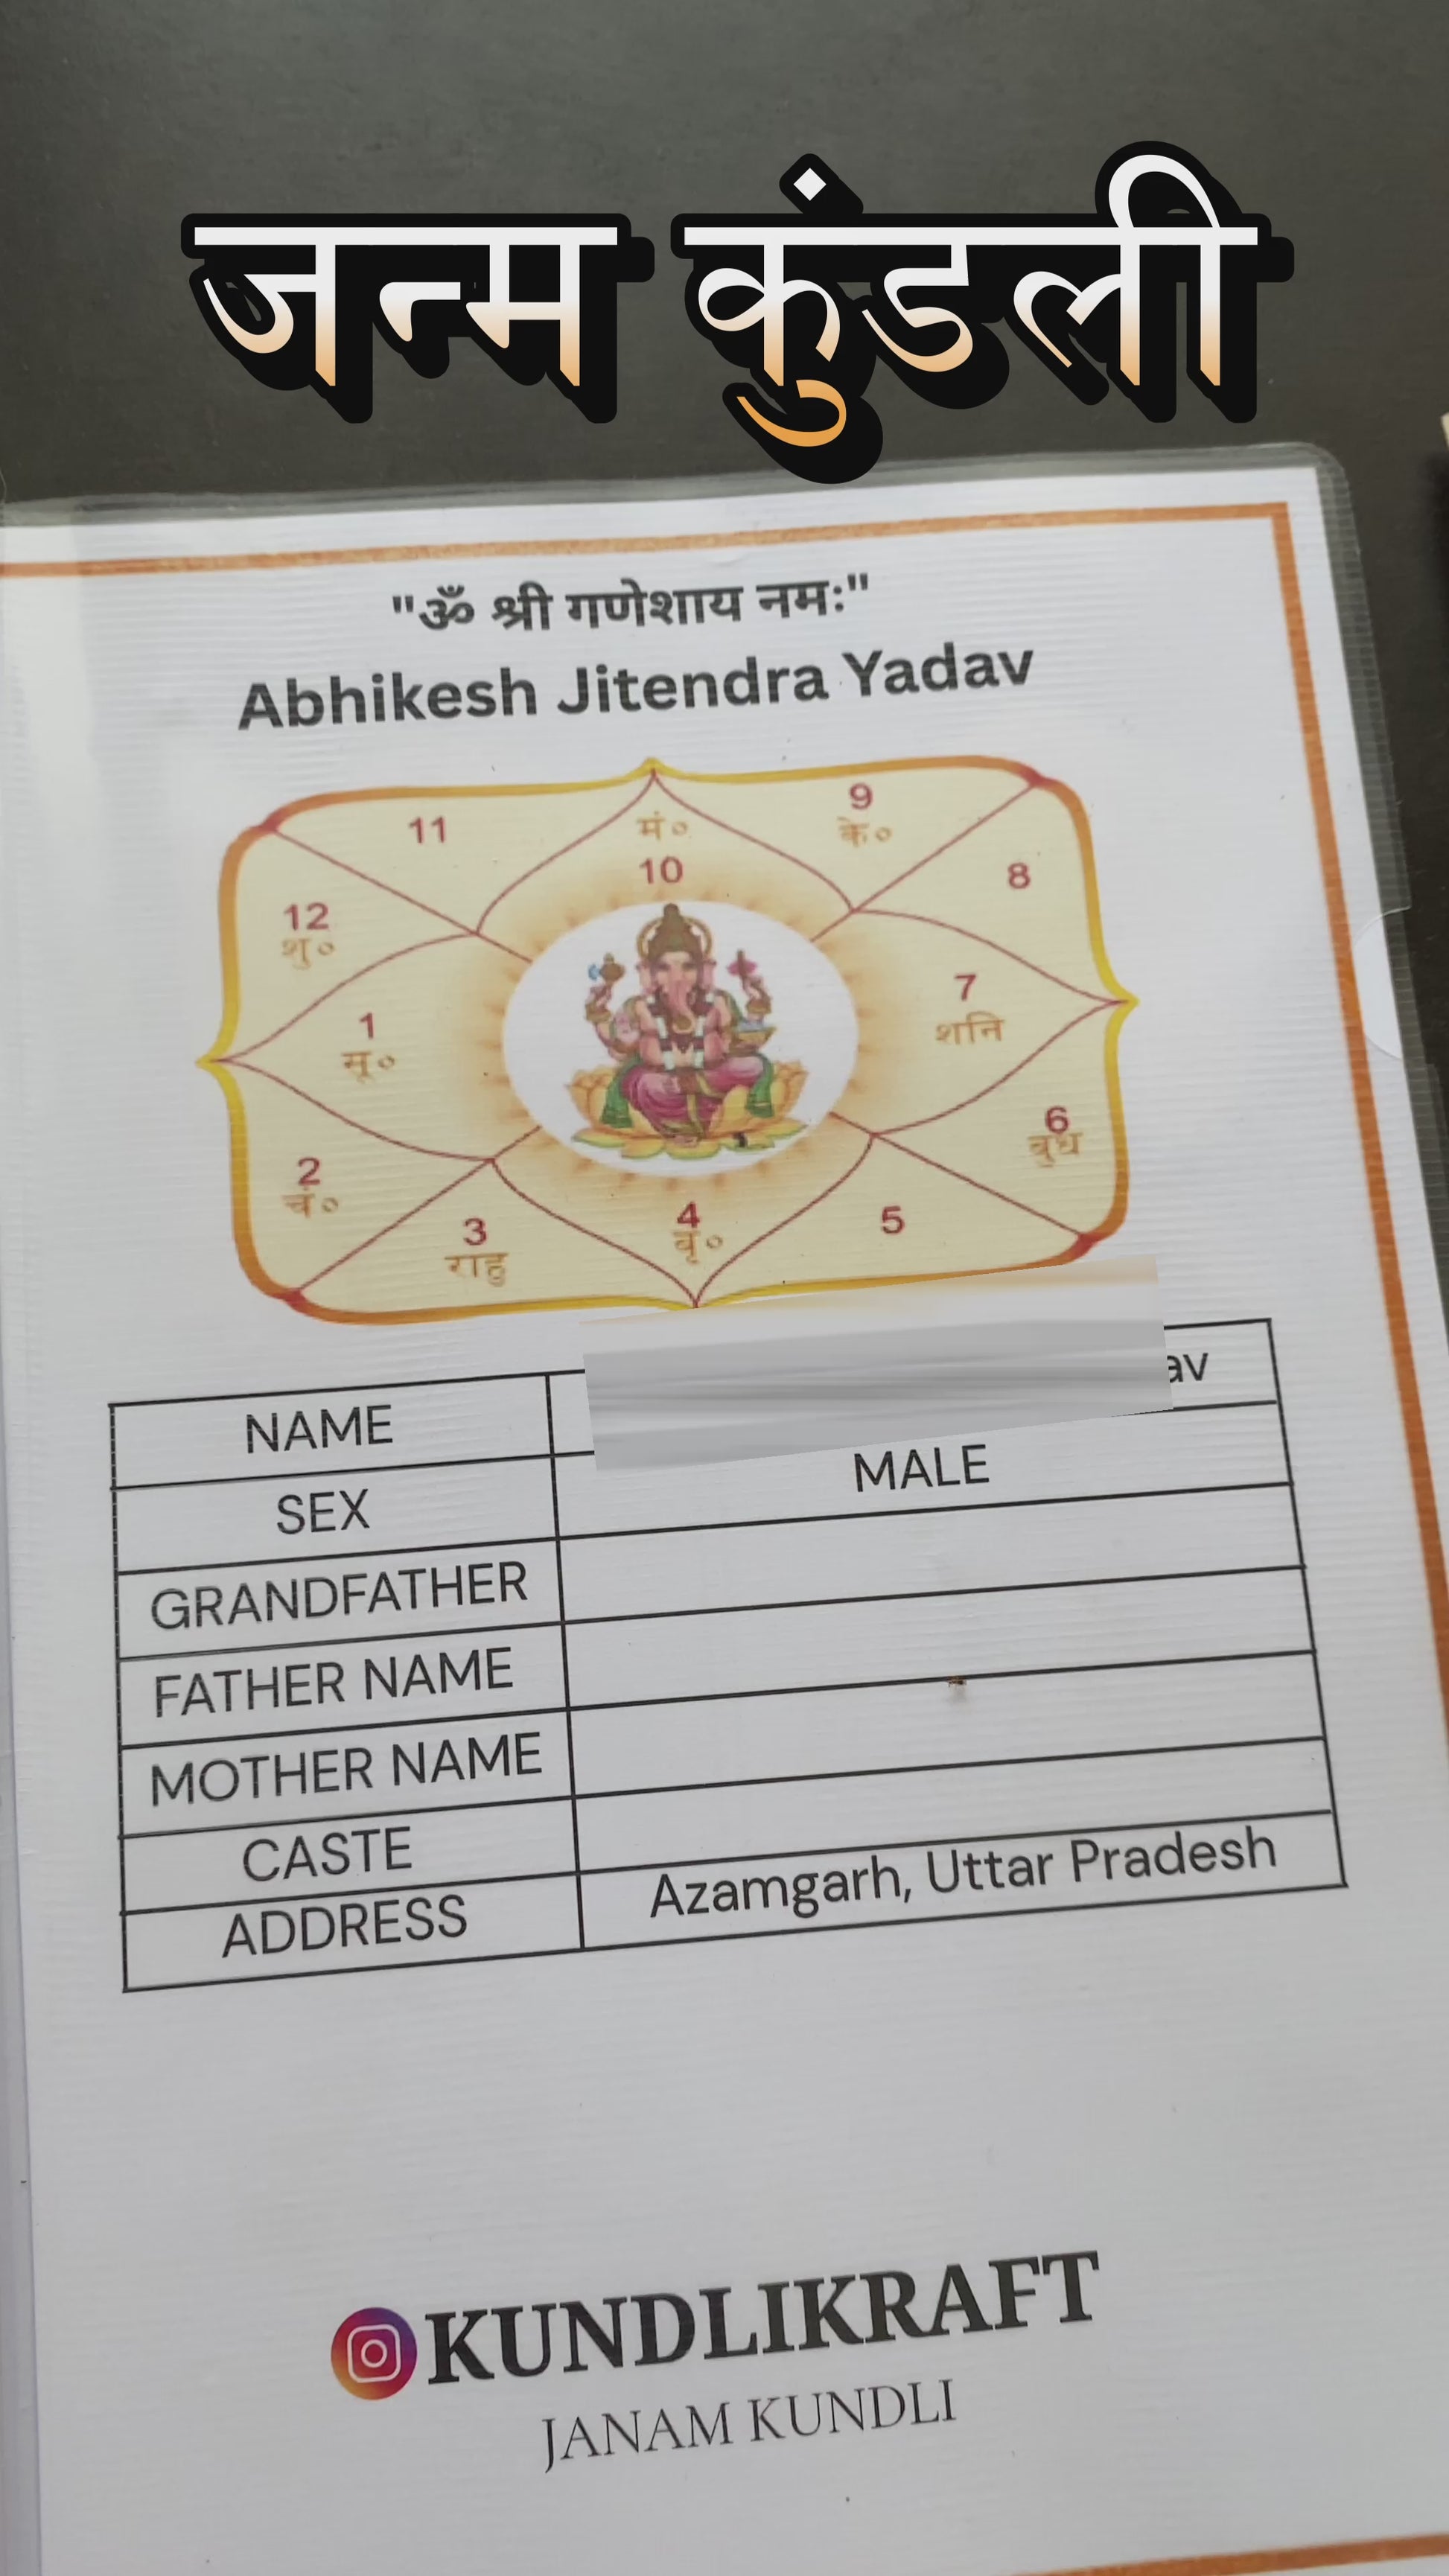 जन्म कुंडली
"ॐ श्री गणेशाय नमः"
Abhikesh Jitendra Yadav
11
मं०
10
9
के०
8
12
शु०
1
सू०
7
शनि
2
चं०
3
राहु
4
वृ०
5
6
बुध
NAME av
SEX MALE
GRANDFATHER
FATHER NAME
MOTHER NAME
CASTE
ADDRESS Azamgarh, Uttar Pradesh
KUNDLIKRAFT
JANAM KUNDLI